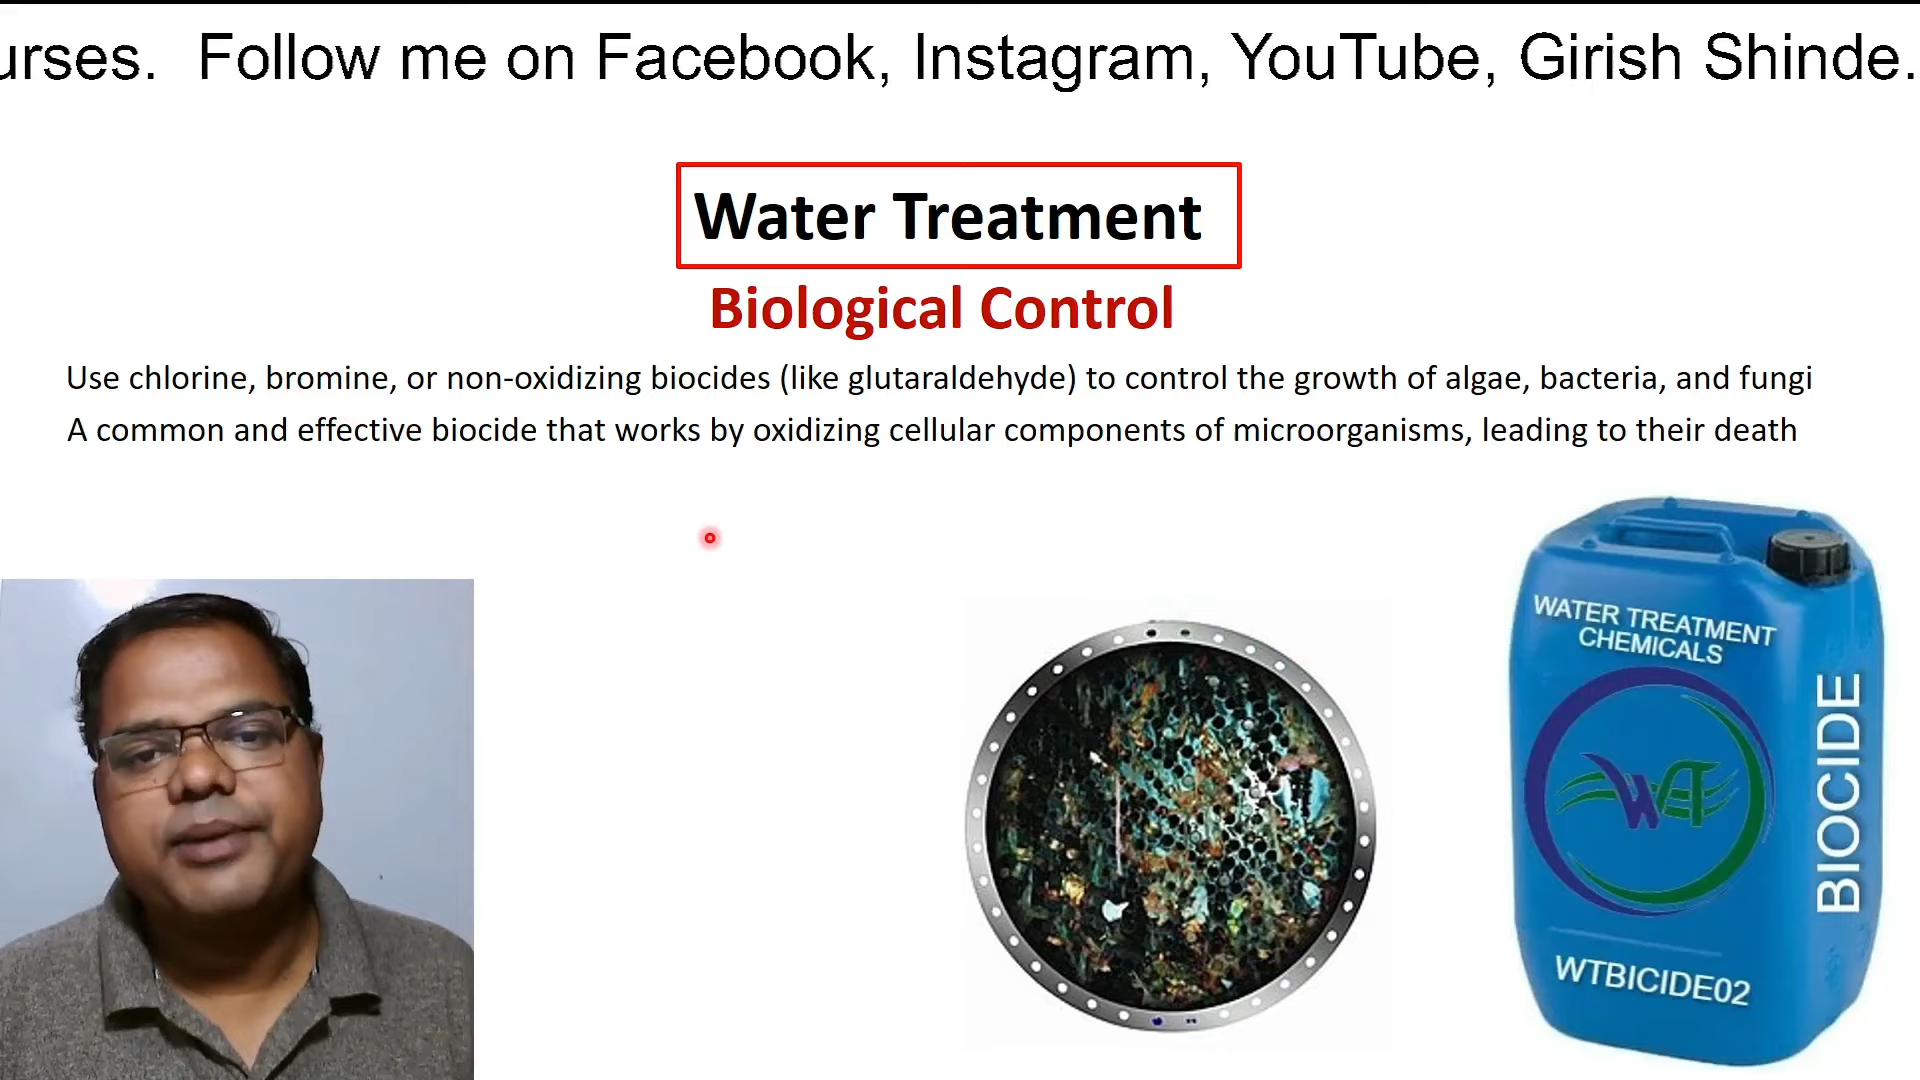 urses. Follow me on Facebook, Instagram, YouTube, Girish Shinde.
Water Treatment
Biological Control
Use chlorine, bromine, or non-oxidizing biocides (like glutaraldehyde) to control the growth of algae, bacteria, and fungi
A common and effective biocide that works by oxidizing cellular components of microorganisms, leading to their death
WATER TREATMENT
CHEMICALS
WT
BIOCIDE
WTBICIDE02